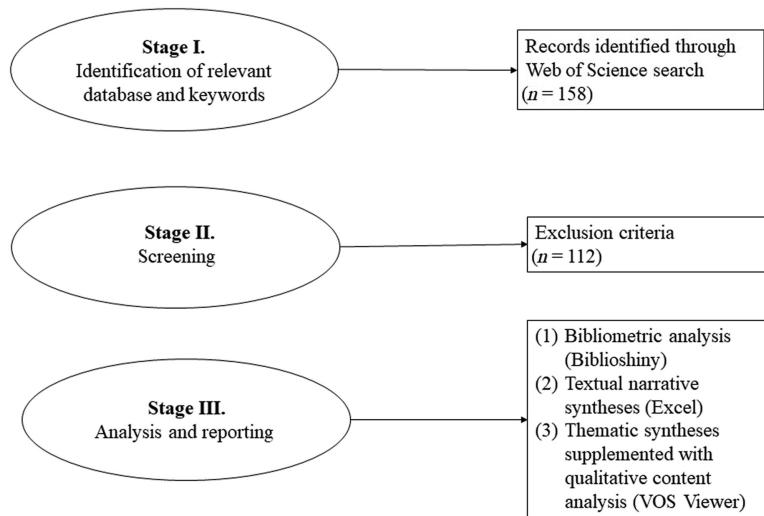 Stage I.
Identification of relevant
database and keywords
Records identified through
Web of Science search
(n = 158)
Stage II.
Screening
Exclusion criteria
(n = 112)
Stage III.
Analysis and reporting
(1) Bibliometric analysis
(Biblioshiny)
(2) Textual narrative
syntheses (Excel)
(3) Thematic syntheses
supplemented with
qualitative content
analysis (VOS Viewer)